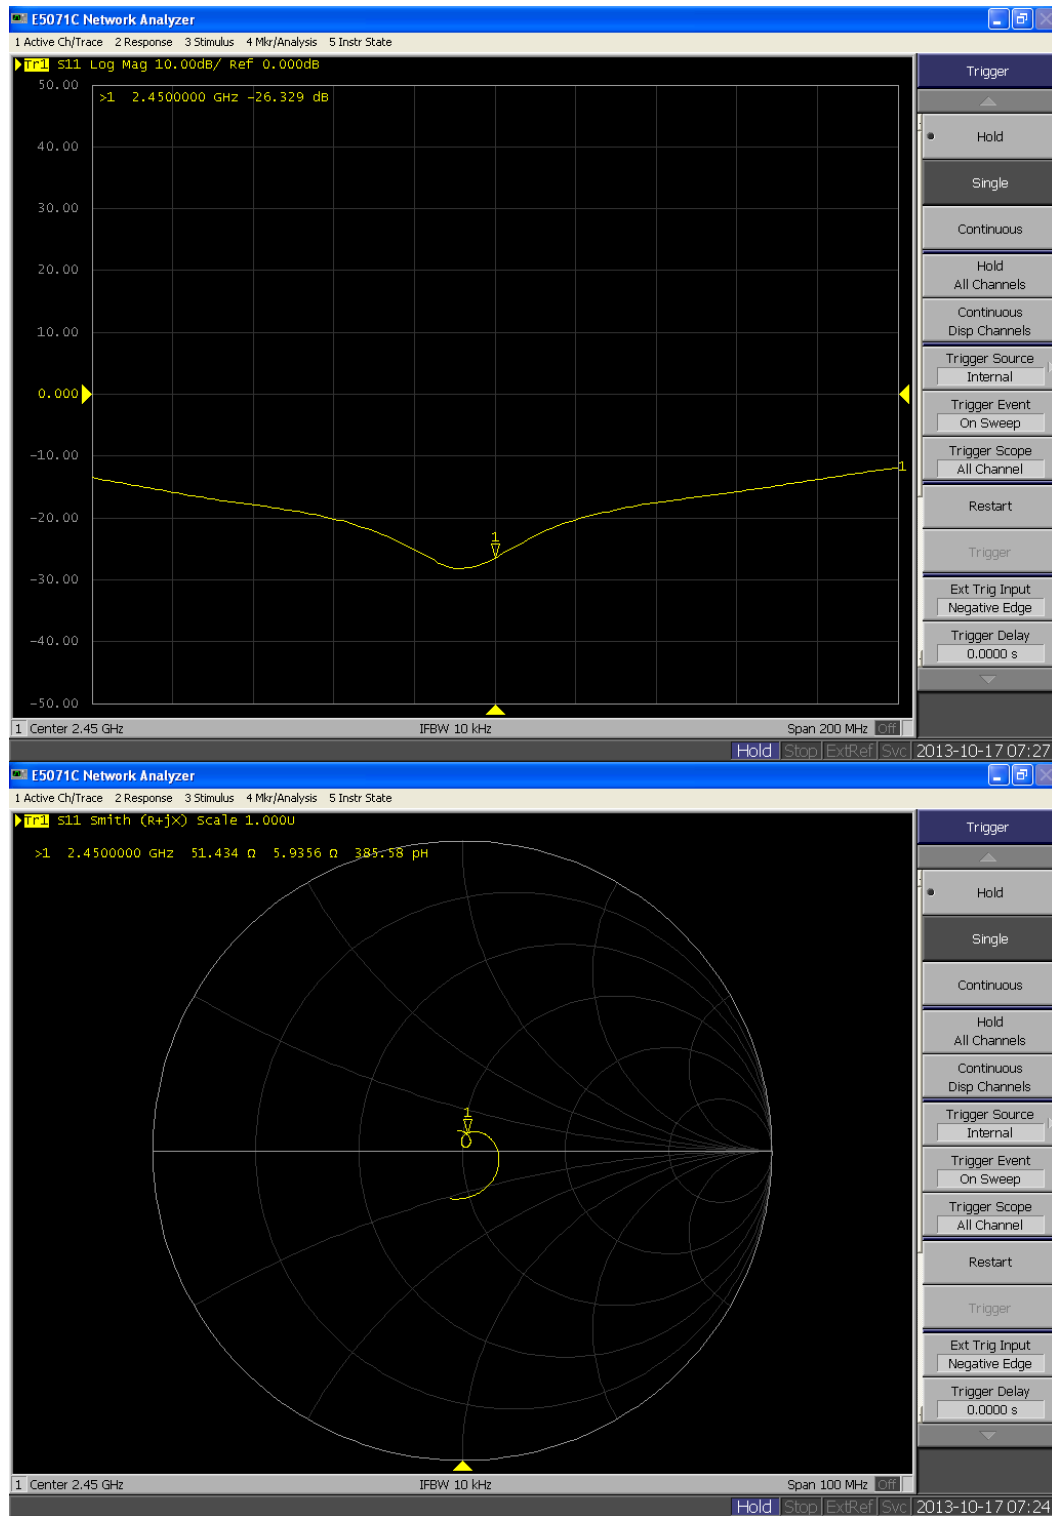 E5071C Network Analyzer
1 Active Ch/Trace 2 Response 3 Stimulus 4 Mkr/Analysis 5 Instr State
Tr1 S11 Log Mag 10.00dB/ Ref 0.000dB
>1 2.4500000 GHz -26.329 dB
50.00
40.00
30.00
20.00
10.00
0.000
-10.00
-20.00
-30.00
-40.00
-50.00
1
1
Trigger
Hold
Single
Continuous
Hold
All Channels
Continuous
Disp Channels
Trigger Source
Internal
Trigger Event
On Sweep
Trigger Scope
All Channel
Restart
Trigger
Ext Trig Input
Negative Edge
Trigger Delay
0.0000 s
1 Center 2.45 GHz IFBW 10 kHz Span 200 MHz Off
Hold Stop ExtRef Svc 2013-10-17 07:27
E5071C Network Analyzer
1 Active Ch/Trace 2 Response 3 Stimulus 4 Mkr/Analysis 5 Instr State
Tr1 S11 Smith (R+jX) Scale 1.000U
>1 2.4500000 GHz 51.434 Ω 5.9356 Ω 385.58 pH
1
Trigger
Hold
Single
Continuous
Hold
All Channels
Continuous
Disp Channels
Trigger Source
Internal
Trigger Event
On Sweep
Trigger Scope
All Channel
Restart
Trigger
Ext Trig Input
Negative Edge
Trigger Delay
0.0000 s
1 Center 2.45 GHz IFBW 10 kHz Span 100 MHz Off
Hold Stop ExtRef Svc 2013-10-17 07:24